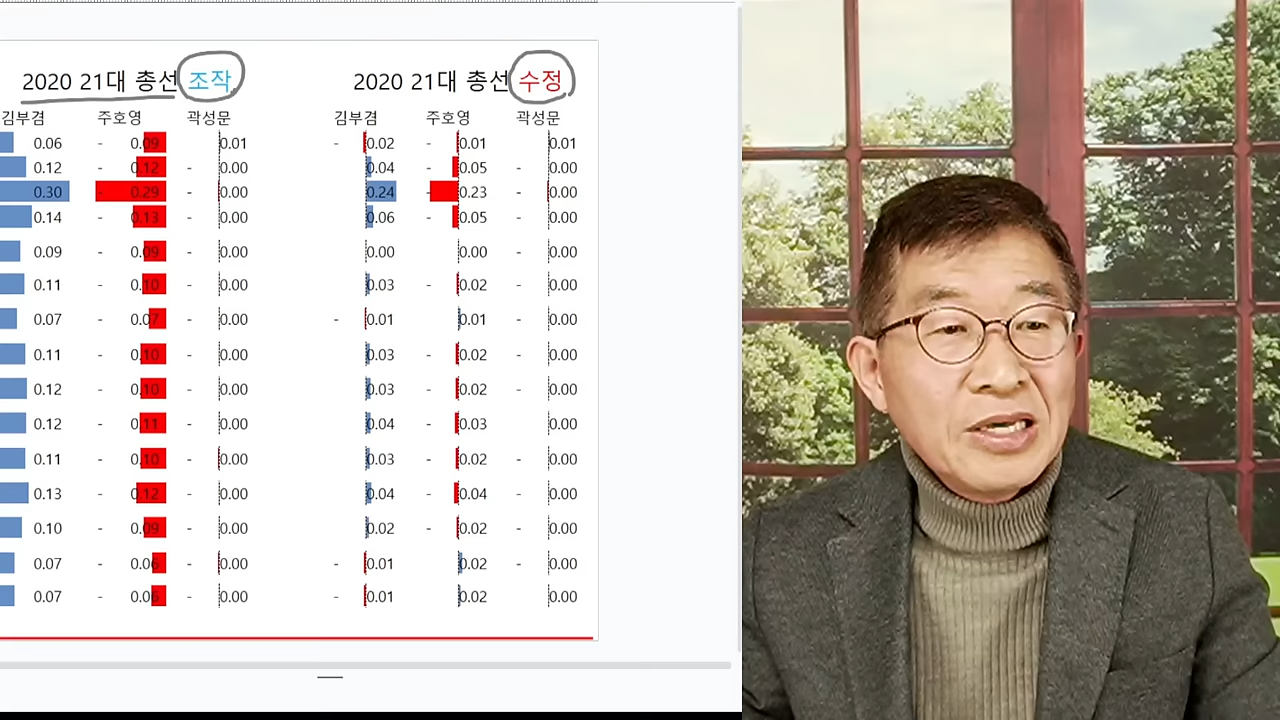 2020 21대 총선 조작 2020 21대 총선 수정
김부겸 주호영 곽성문 김부겸 주호영 곽성문
0.06 - 0.09 0.01 - 0.02 - 0.01 0.01
0.12 - 0.12 - 0.00 0.04 - 0.05 - 0.00
0.30 - 0.29 - 0.00 0.24 - 0.23 - 0.00
0.14 - 0.13 - 0.00 0.06 - 0.05 - 0.00
0.09 - 0.09 - 0.00 0.00 0.00 - 0.00
0.11 - 0.10 - 0.00 0.03 - 0.02 - 0.00
0.07 - 0.07 - 0.00 - 0.01 0.01 - 0.00
0.11 - 0.10 - 0.00 0.03 - 0.02 - 0.00
0.12 - 0.10 - 0.00 0.03 - 0.02 - 0.00
0.12 - 0.11 - 0.00 0.04 - 0.03 - 0.00
0.11 - 0.10 - 0.00 0.03 - 0.02 - 0.00
0.13 - 0.12 - 0.00 0.04 - 0.04 - 0.00
0.10 - 0.09 - 0.00 0.02 - 0.02 - 0.00
0.07 - 0.06 - 0.00 - 0.01 0.02 - 0.00
0.07 - 0.06 - 0.00 - 0.01 0.02 - 0.00